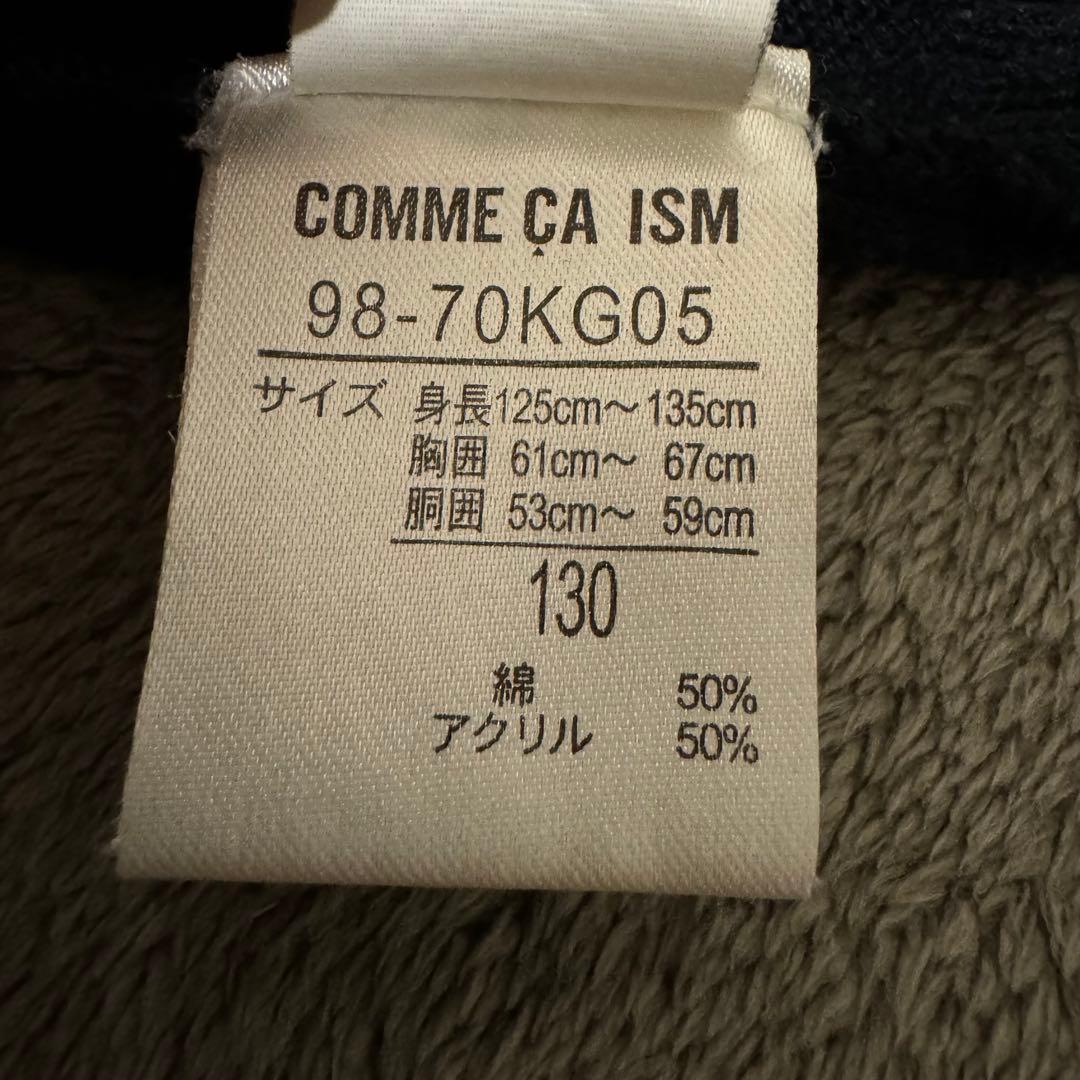 COMME ÇA ISM
98-70KG05
サイズ 身長125cm〜135cm
胸囲 61cm〜 67cm
胴囲 53cm〜 59cm
130
綿 50%
アクリル 50%